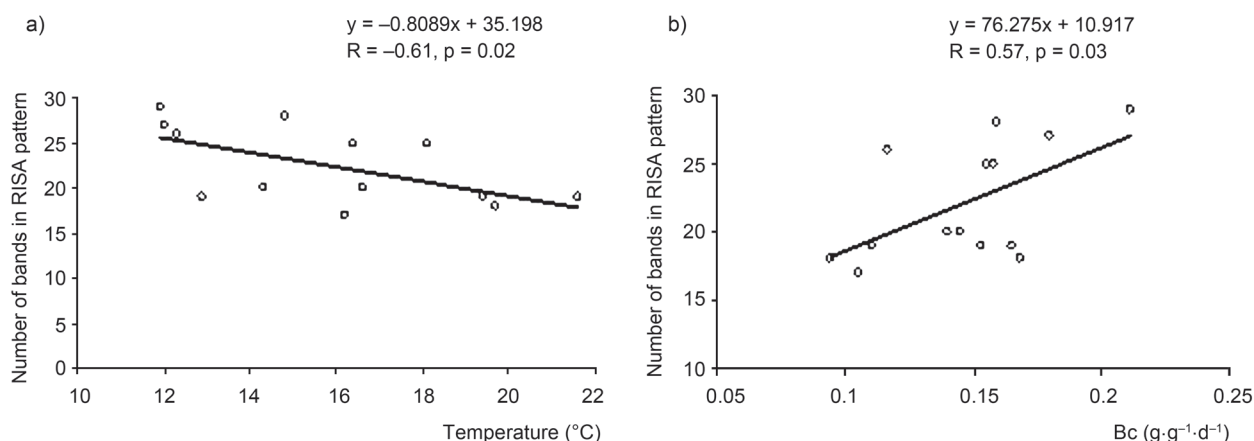 a)
y = –0.8089x + 35.198
R = –0.61, p = 0.02
Number of bands in RISA pattern
30
25
20
15
10
5
0
10 12 14 16 18 20 22
Temperature (°C)
b)
y = 76.275x + 10.917
R = 0.57, p = 0.03
Number of bands in RISA pattern
30
20
10
0.05 0.1 0.15 0.2 0.25
Bc (g·g⁻¹·d⁻¹)